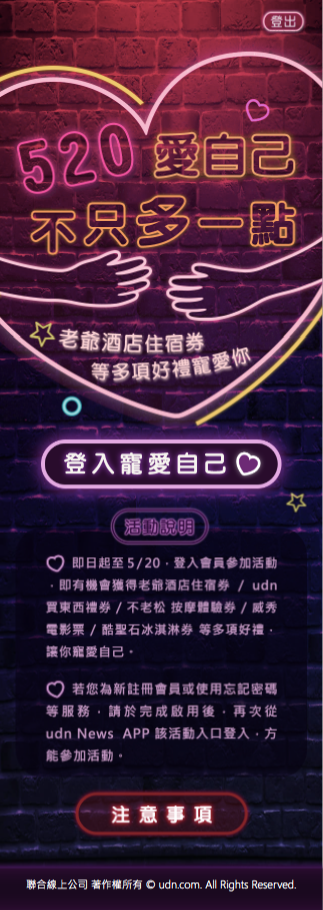 登出
520 愛自己
不只多一點
老爺酒店住宿券
等多項好禮寵愛你
登入寵愛自己
活動說明
即日起至5/20，登入會員參加活動
，即有機會獲得老爺酒店住宿券 / udn
買東西禮券 / 不老松 按摩體驗券 / 威秀
電影票 / 酷聖石冰淇淋券 等多項好禮，
讓你寵愛自己。
若您為新註冊會員或使用忘記密碼
等服務，請於完成啟用後，再次從
udn News APP 該活動入口登入，方
能參加活動。
注意事項
聯合線上公司 著作權所有 © udn.com. All Rights Reserved.